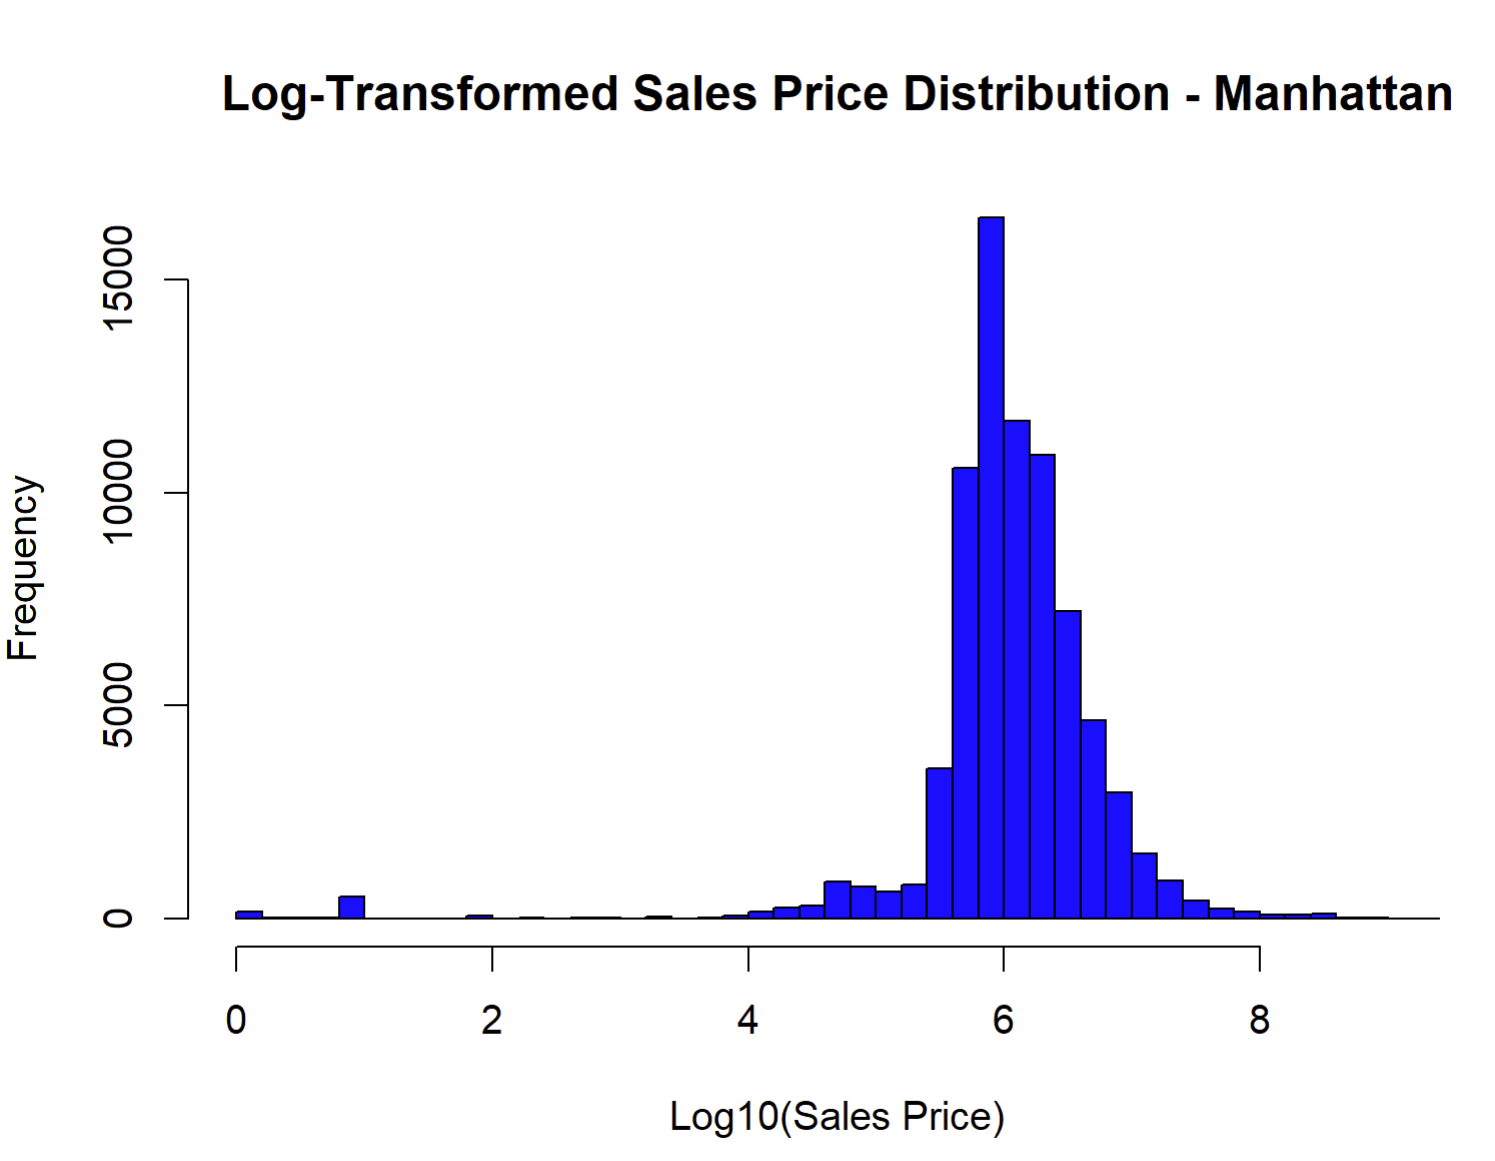 Log-Transformed Sales Price Distribution - Manhattan
15000
10000
5000
0
Frequency
0 2 4 6 8
Log10(Sales Price)